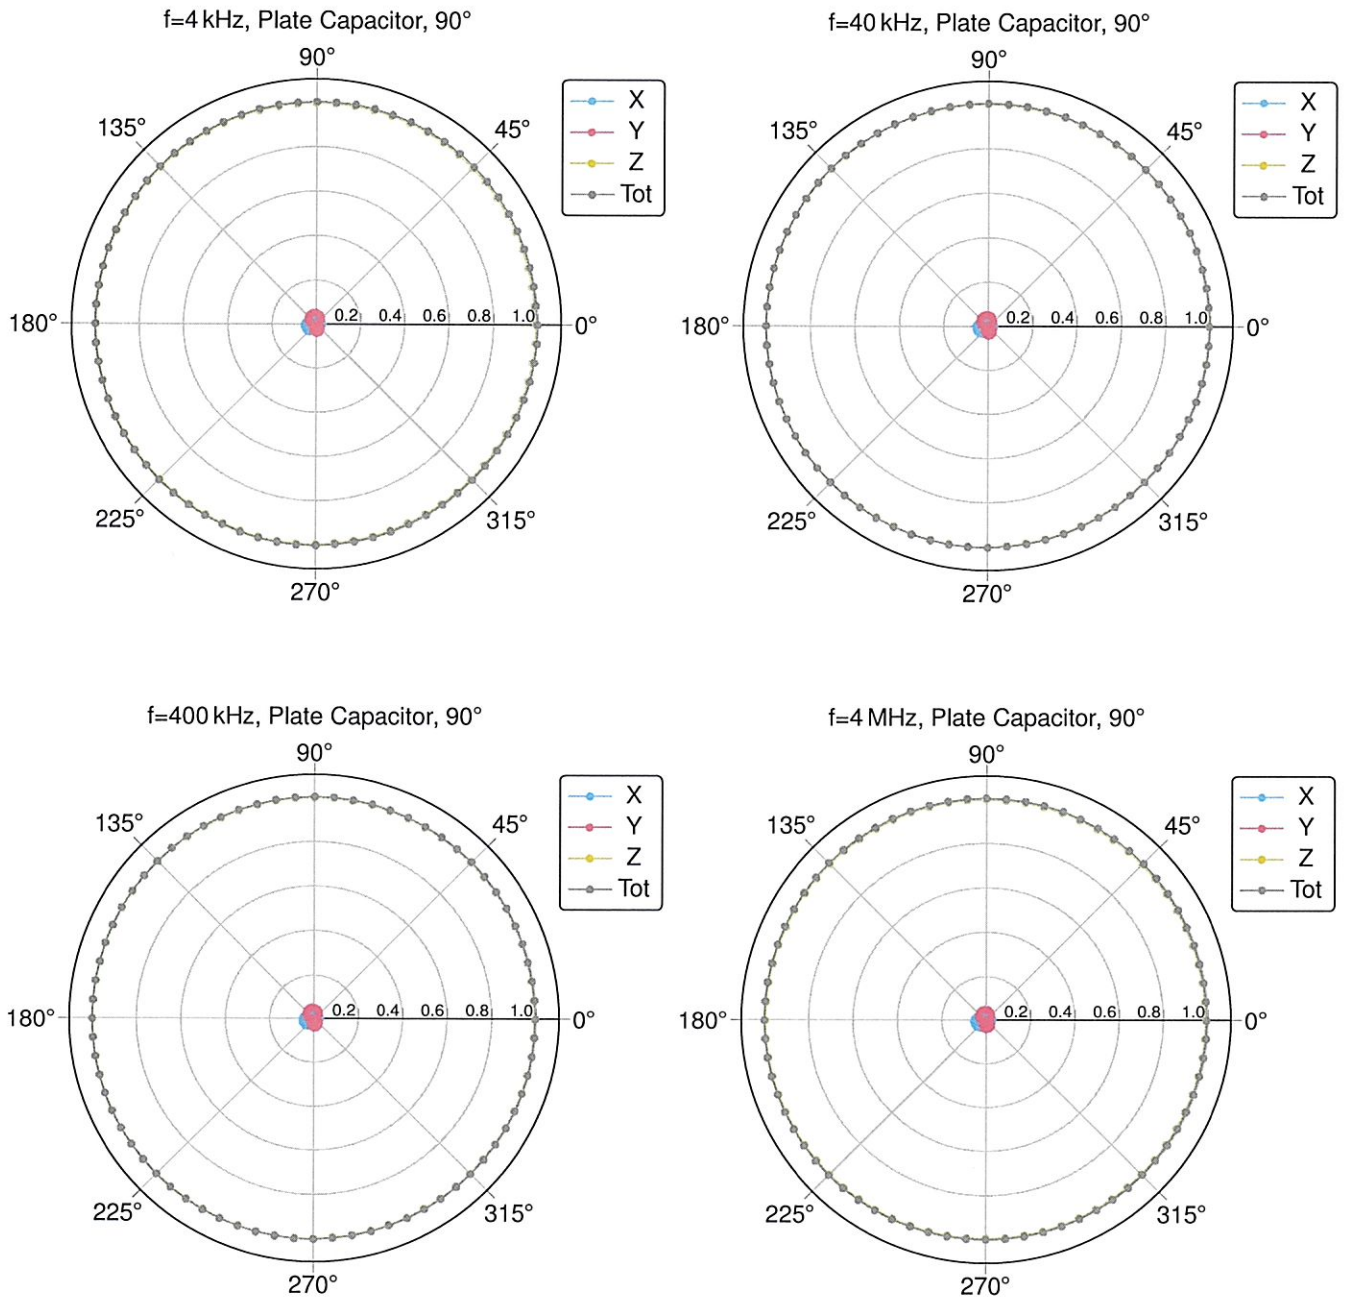 f=4 kHz, Plate Capacitor, 90°
90°
135°
45°
180°
0.2 0.4 0.6 0.8 1.0
0°
225°
315°
270°
X
Y
Z
Tot
f=40 kHz, Plate Capacitor, 90°
90°
135°
45°
180°
0.2 0.4 0.6 0.8 1.0
0°
225°
315°
270°
X
Y
Z
Tot
f=400 kHz, Plate Capacitor, 90°
90°
135°
45°
180°
0.2 0.4 0.6 0.8 1.0
0°
225°
315°
270°
X
Y
Z
Tot
f=4 MHz, Plate Capacitor, 90°
90°
135°
45°
180°
0.2 0.4 0.6 0.8 1.0
0°
225°
315°
270°
X
Y
Z
Tot